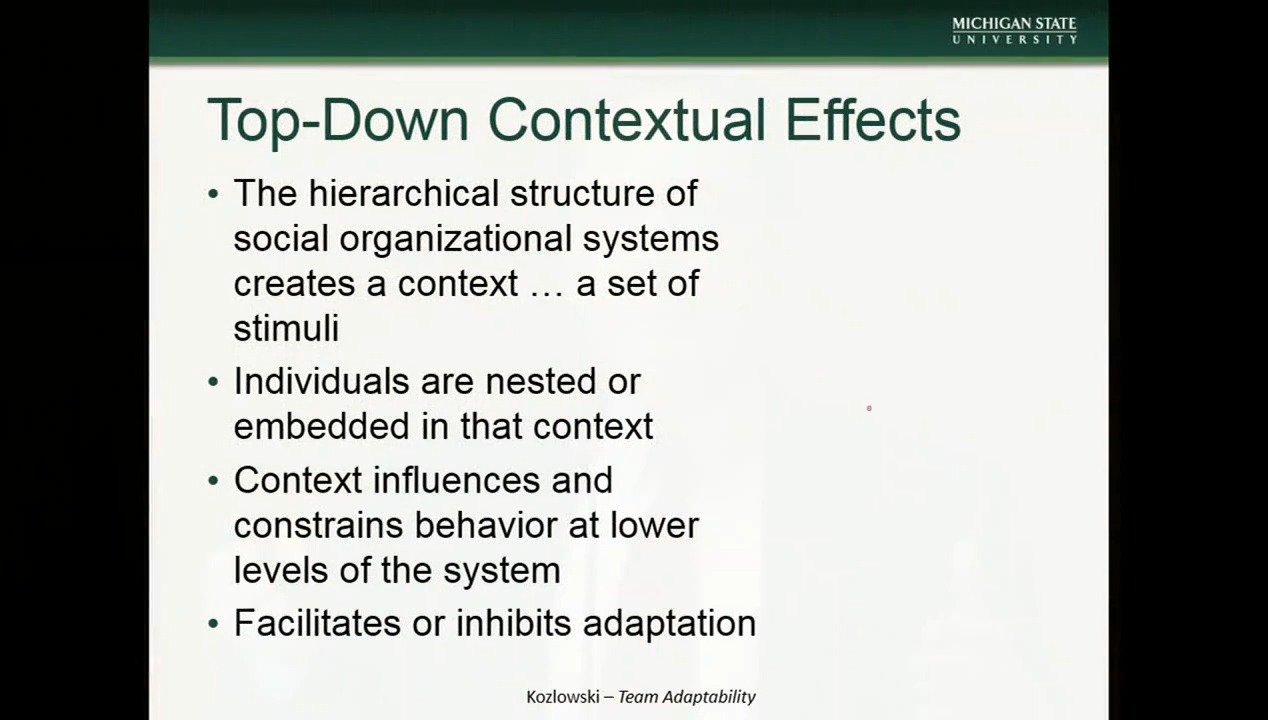 MICHIGAN STATE
UNIVERSITY
Top-Down Contextual Effects
• The hierarchical structure of
social organizational systems
creates a context … a set of
stimuli
• Individuals are nested or
embedded in that context
• Context influences and
constrains behavior at lower
levels of the system
• Facilitates or inhibits adaptation
Kozlowski – Team Adaptability